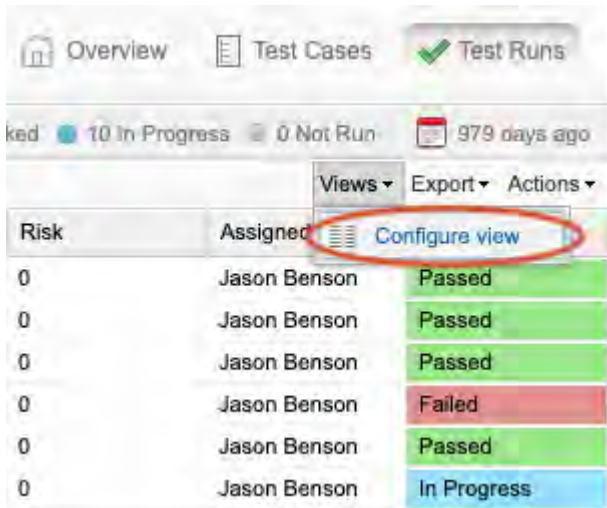 Overview Test Cases Test Runs
ked 10 In Progress 0 Not Run 979 days ago
Views Export Actions
Risk Assigned Configure view
0 Jason Benson Passed
0 Jason Benson Passed
0 Jason Benson Passed
0 Jason Benson Failed
0 Jason Benson Passed
0 Jason Benson In Progress